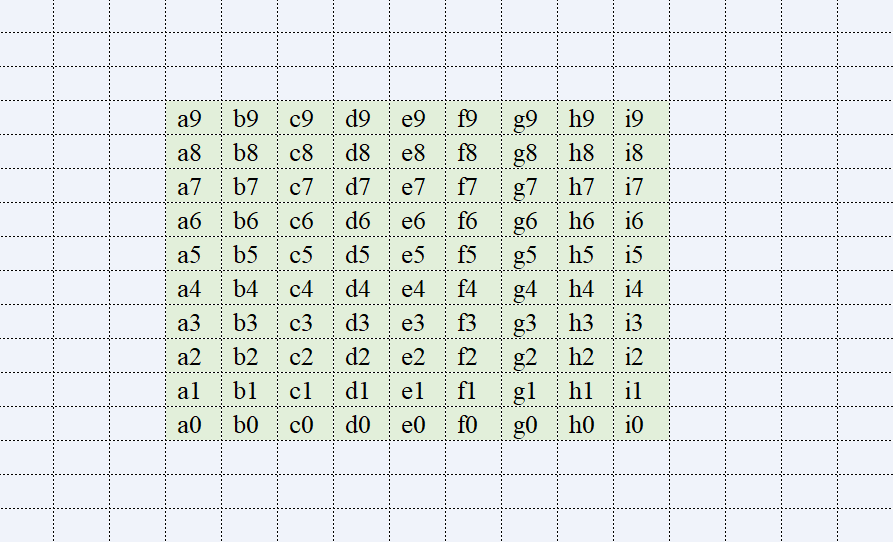 a9 b9 c9 d9 e9 f9 g9 h9 i9
a8 b8 c8 d8 e8 f8 g8 h8 i8
a7 b7 c7 d7 e7 f7 g7 h7 i7
a6 b6 c6 d6 e6 f6 g6 h6 i6
a5 b5 c5 d5 e5 f5 g5 h5 i5
a4 b4 c4 d4 e4 f4 g4 h4 i4
a3 b3 c3 d3 e3 f3 g3 h3 i3
a2 b2 c2 d2 e2 f2 g2 h2 i2
a1 b1 c1 d1 e1 f1 g1 h1 i1
a0 b0 c0 d0 e0 f0 g0 h0 i0